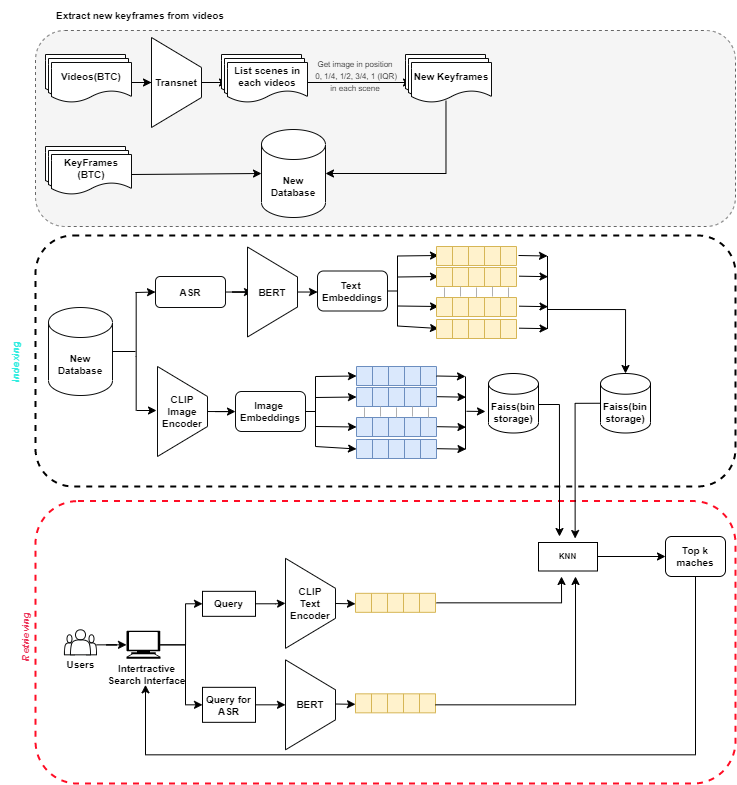 Extract new keyframes from videos
Videos(BTC)
Transnet
List scenes in
each videos
Get image in position
0, 1/4, 1/2, 3/4, 1 (IQR)
in each scene
New Keyframes
KeyFrames
(BTC)
New
Database
Indexing
New
Database
ASR
BERT
Text
Embeddings
CLIP
Image
Encoder
Image
Embeddings
Faiss(bin
storage)
Faiss(bin
storage)
Retrieving
KNN
Top k
maches
Users
Intertractive
Search Interface
Query
CLIP
Text
Encoder
Query for
ASR
BERT